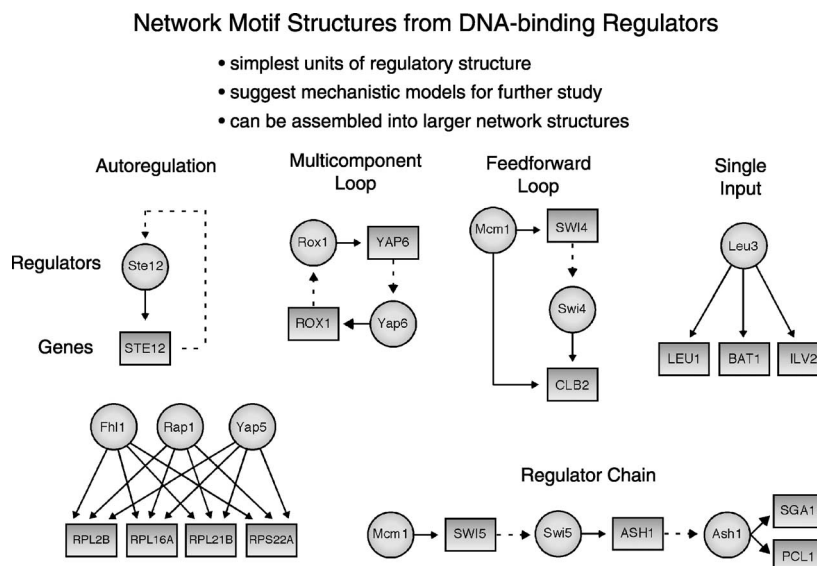 Network Motif Structures from DNA-binding Regulators
• simplest units of regulatory structure
• suggest mechanistic models for further study
• can be assembled into larger network structures
Autoregulation
Multicomponent
Loop
Feedforward
Loop
Single
Input
Regulators
Genes
Ste12
STE12
Rox1
YAP6
ROX1
Yap6
Mcm1
SWI4
Swi4
CLB2
Leu3
LEU1
BAT1
ILV2
Fhl1
Rap1
Yap5
RPL2B
RPL16A
RPL21B
RPS22A
Regulator Chain
Mcm1
SWI5
Swi5
ASH1
Ash1
SGA1
PCL1